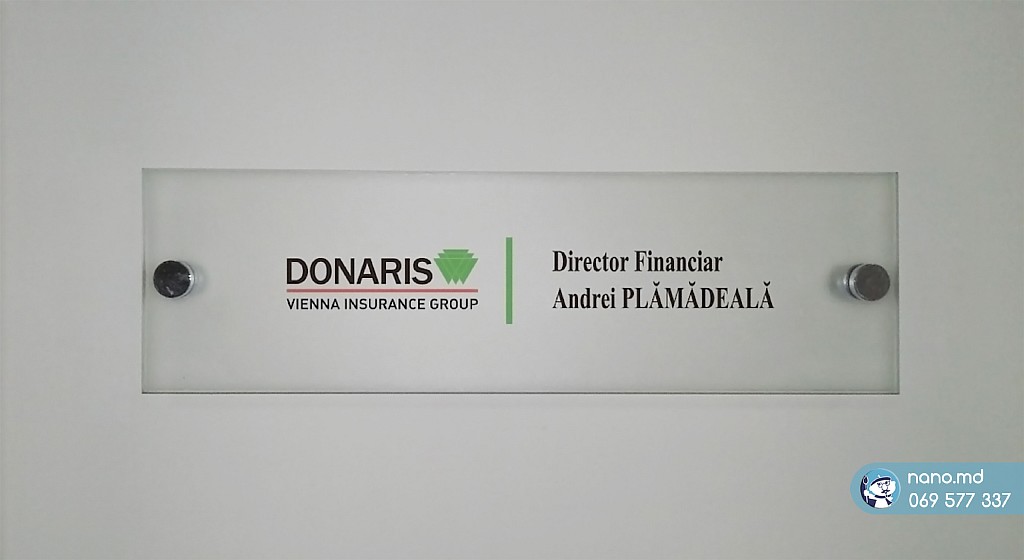 DONARIS
VIENNA INSURANCE GROUP
Director Financiar
Andrei PLĂMĂDEALĂ
nano.md
069 577 337